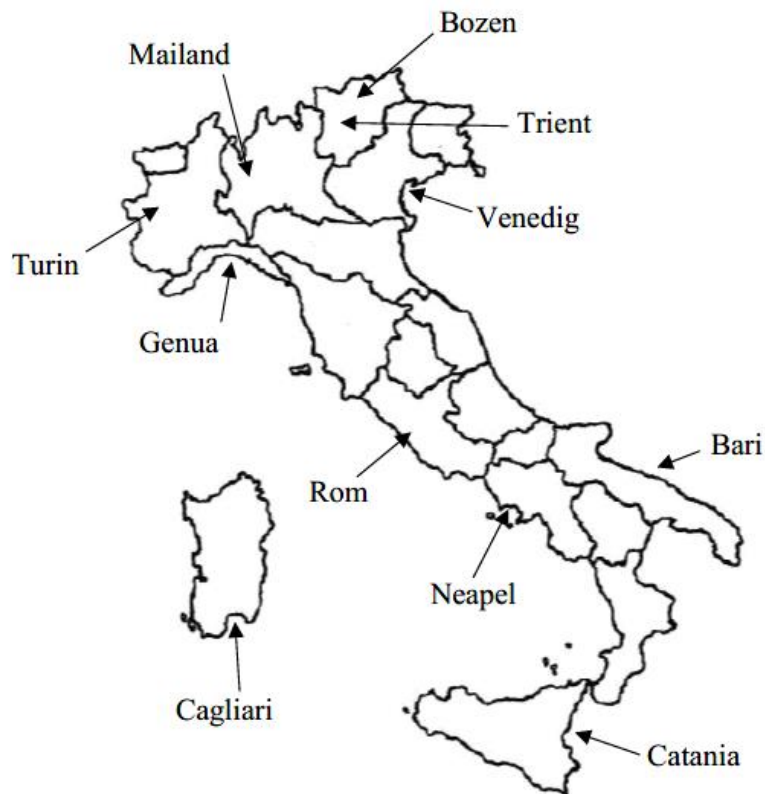 Bozen
Mailand
Trient
Venedig
Turin
Genua
Bari
Rom
Neapel
Cagliari
Catania